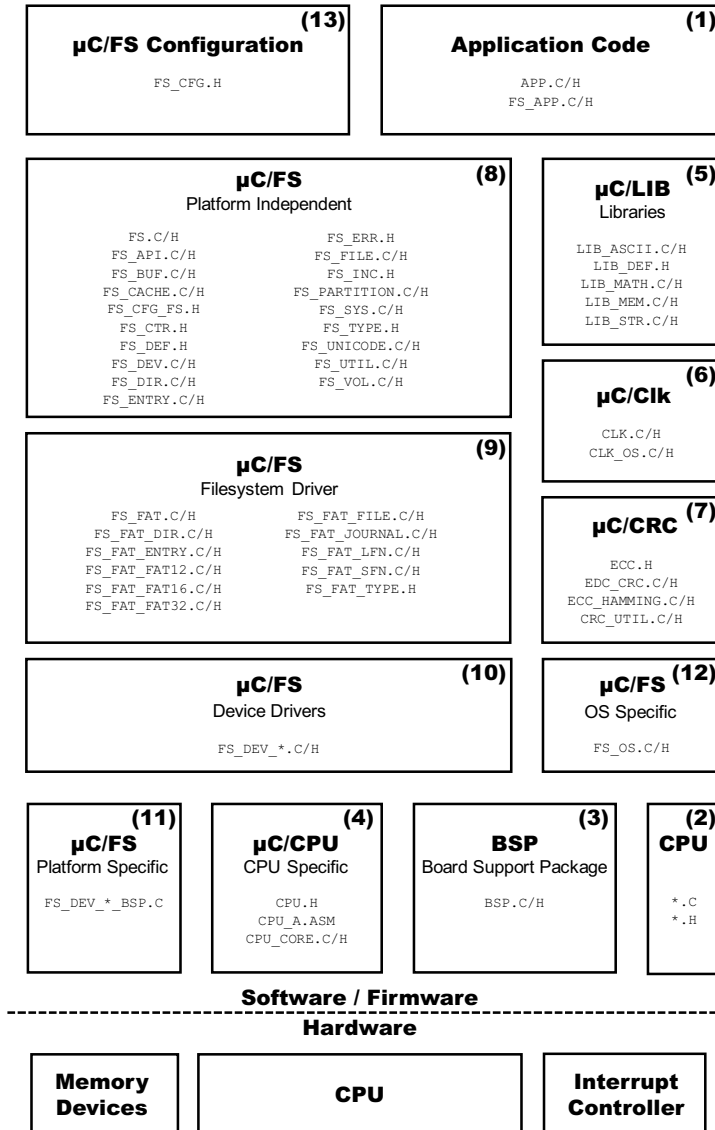 (13)
µC/FS Configuration
FS_CFG.H
(1)
Application Code
APP.C/H
FS_APP.C/H
(8)
µC/FS
Platform Independent
FS.C/H
FS_API.C/H
FS_BUF.C/H
FS_CACHE.C/H
FS_CFG_FS.H
FS_CTR.H
FS_DEF.H
FS_DEV.C/H
FS_DIR.C/H
FS_ENTRY.C/H
FS_ERR.H
FS_FILE.C/H
FS_INC.H
FS_PARTITION.C/H
FS_SYS.C/H
FS_TYPE.H
FS_UNICODE.C/H
FS_UTIL.C/H
FS_VOL.C/H
(5)
µC/LIB
Libraries
LIB_ASCII.C/H
LIB_DEF.H
LIB_MATH.C/H
LIB_MEM.C/H
LIB_STR.C/H
(6)
µC/Clk
CLK.C/H
CLK_OS.C/H
(9)
µC/FS
Filesystem Driver
FS_FAT.C/H
FS_FAT_DIR.C/H
FS_FAT_ENTRY.C/H
FS_FAT_FAT12.C/H
FS_FAT_FAT16.C/H
FS_FAT_FAT32.C/H
FS_FAT_FILE.C/H
FS_FAT_JOURNAL.C/H
FS_FAT_LFN.C/H
FS_FAT_SFN.C/H
FS_FAT_TYPE.H
(7)
µC/CRC
ECC.H
EDC_CRC.C/H
ECC_HAMMING.C/H
CRC_UTIL.C/H
(10)
µC/FS
Device Drivers
FS_DEV_*.C/H
(12)
µC/FS
OS Specific
FS_OS.C/H
(11)
µC/FS
Platform Specific
FS_DEV_*_BSP.C
(4)
µC/CPU
CPU Specific
CPU.H
CPU_A.ASM
CPU_CORE.C/H
(3)
BSP
Board Support Package
BSP.C/H
(2)
CPU
*.C
*.H
Software / Firmware
Hardware
Memory
Devices
CPU
Interrupt
Controller